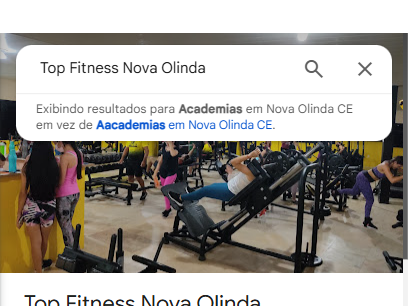 Top Fitness Nova Olinda
Exibindo resultados para Academias em Nova Olinda CE
em vez de Aacademias em Nova Olinda CE.
Top Fitness Nova Olinda